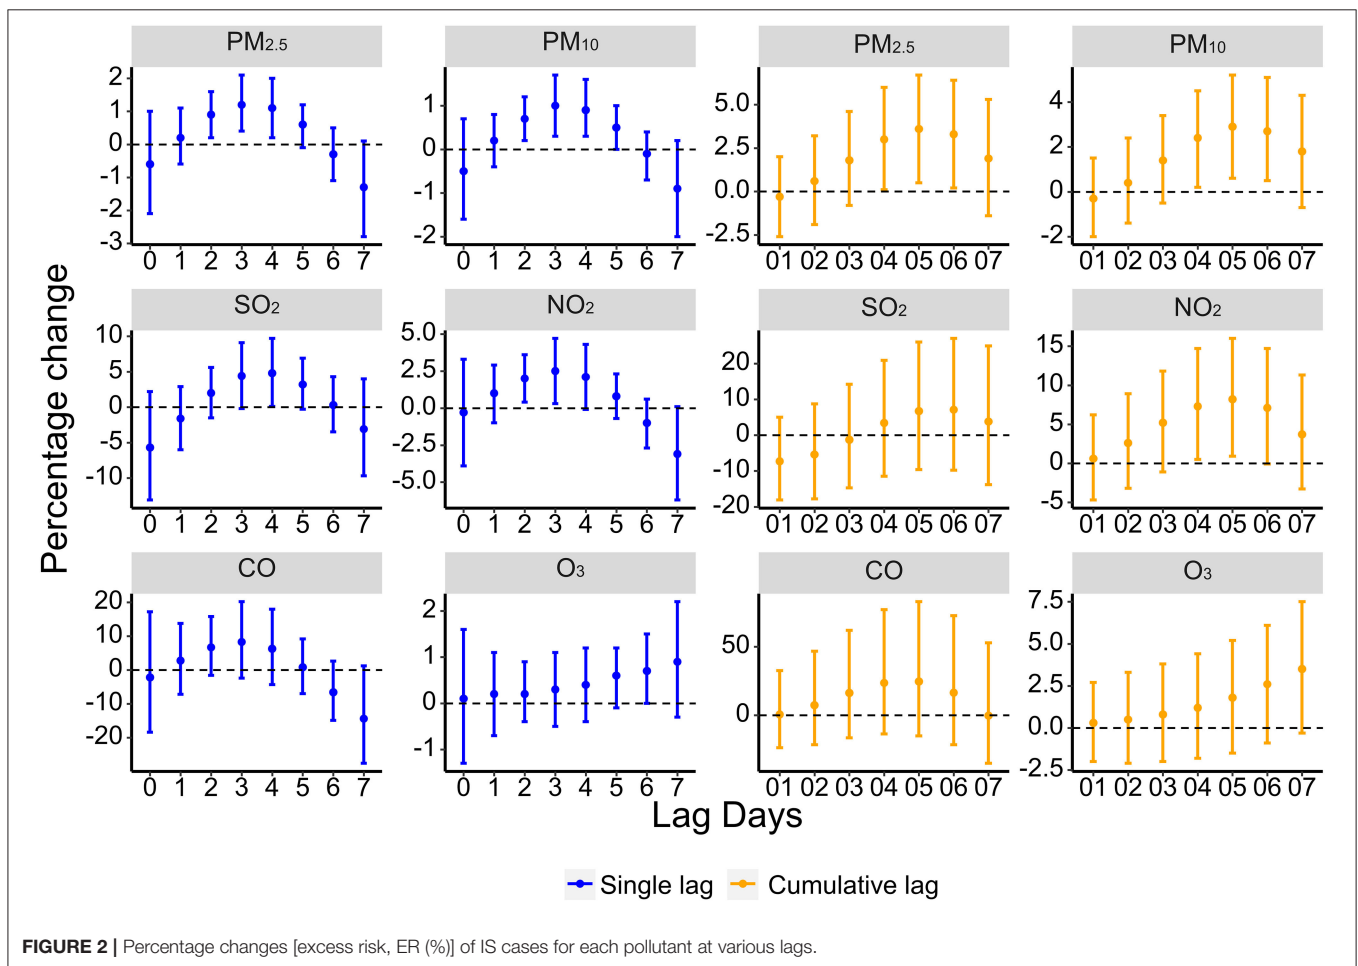 PM2.5 PM10 PM2.5 PM10
2
1
0
-1
-2
-3
0 1 2 3 4 5 6 7
1
0
-1
-2
0 1 2 3 4 5 6 7
5.0
2.5
0.0
-2.5
01 02 03 04 05 06 07
4
2
0
-2
01 02 03 04 05 06 07
Percentage change
SO2 NO2 SO2 NO2
10
5
0
-5
-10
0 1 2 3 4 5 6 7
5.0
2.5
0.0
-2.5
-5.0
0 1 2 3 4 5 6 7
20
10
0
-10
-20
01 02 03 04 05 06 07
15
10
5
0
-5
01 02 03 04 05 06 07
CO O3 CO O3
20
10
0
-10
-20
0 1 2 3 4 5 6 7
2
1
0
-1
0 1 2 3 4 5 6 7
50
0
01 02 03 04 05 06 07
7.5
5.0
2.5
0.0
-2.5
01 02 03 04 05 06 07
Lag Days
Single lag Cumulative lag
FIGURE 2 | Percentage changes [excess risk, ER (%)] of IS cases for each pollutant at various lags.